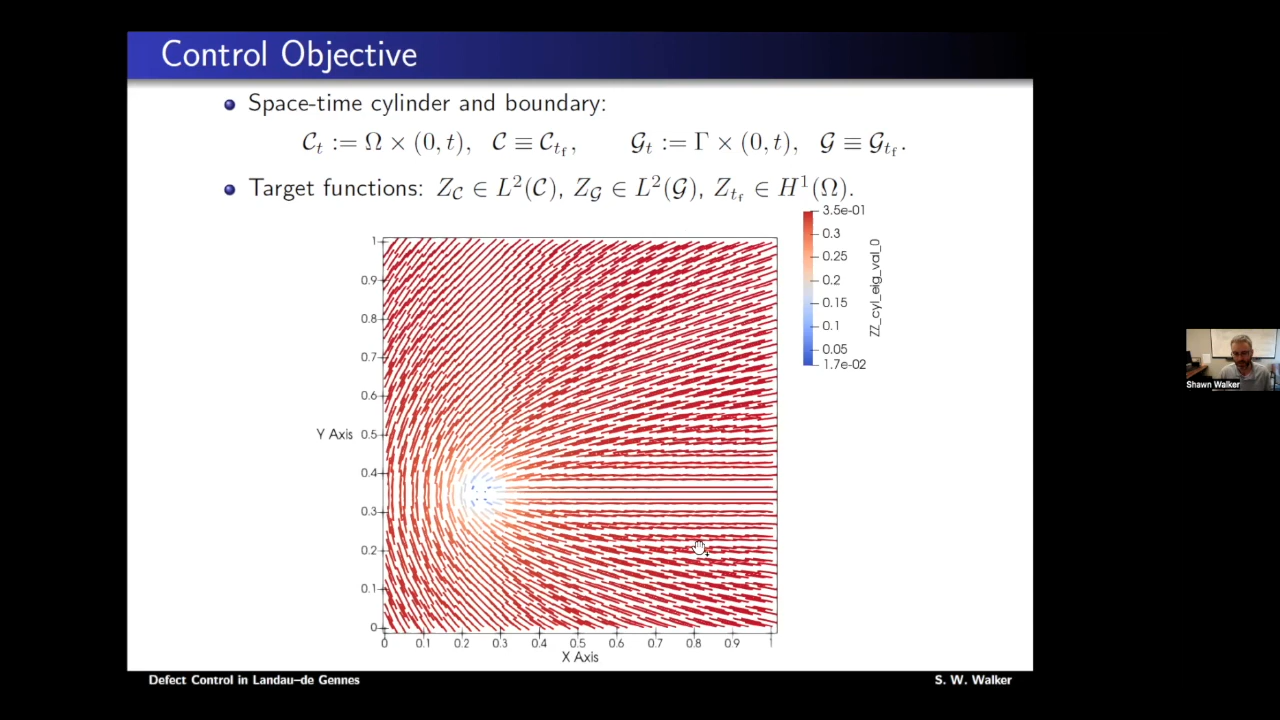 Control Objective
Space-time cylinder and boundary:
𝒞ₜ := Ω × (0, t), 𝒞 ≡ 𝒞_{t_f}, 𝒢ₜ := Γ × (0, t), 𝒢 ≡ 𝒢_{t_f}.
Target functions: Z_𝒞 ∈ L²(𝒞), Z_𝒢 ∈ L²(𝒢), Z_{t_f} ∈ H¹(Ω).
3.5e-01
0.3
0.25
0.2
0.15
0.1
0.05
1.7e-02
ZZ_cyl_eig_val_0
1
0.9
0.8
0.7
0.6
0.5
0.4
0.3
0.2
0.1
0
Y Axis
0 0.1 0.2 0.3 0.4 0.5 0.6 0.7 0.8 0.9 1
X Axis
Shawn Walker
Defect Control in Landau–de Gennes
S. W. Walker